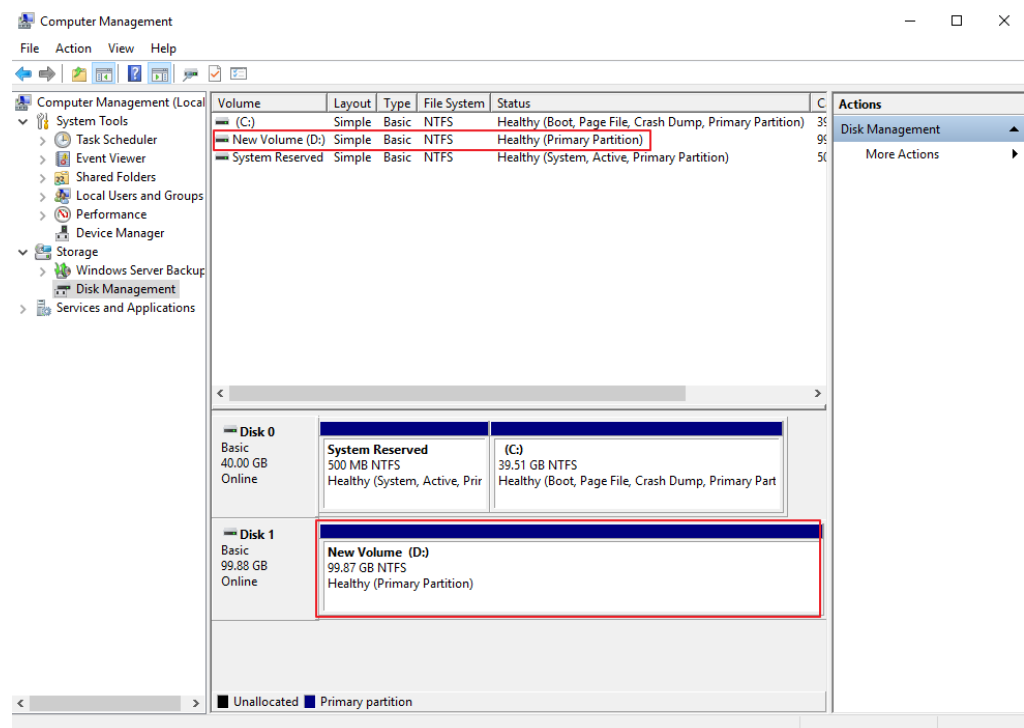 Computer Management
File Action View Help
Computer Management (Local
System Tools
Task Scheduler
Event Viewer
Shared Folders
Local Users and Groups
Performance
Device Manager
Storage
Windows Server Backup
Disk Management
Services and Applications
Volume Layout Type File System Status C
(C:) Simple Basic NTFS Healthy (Boot, Page File, Crash Dump, Primary Partition) 39
New Volume (D:) Simple Basic NTFS Healthy (Primary Partition) 99
System Reserved Simple Basic NTFS Healthy (System, Active, Primary Partition) 50
Disk 0
Basic
40.00 GB
Online
System Reserved
500 MB NTFS
Healthy (System, Active, Prir
(C:)
39.51 GB NTFS
Healthy (Boot, Page File, Crash Dump, Primary Part
Disk 1
Basic
99.88 GB
Online
New Volume (D:)
99.87 GB NTFS
Healthy (Primary Partition)
Unallocated Primary partition
Actions
Disk Management
More Actions